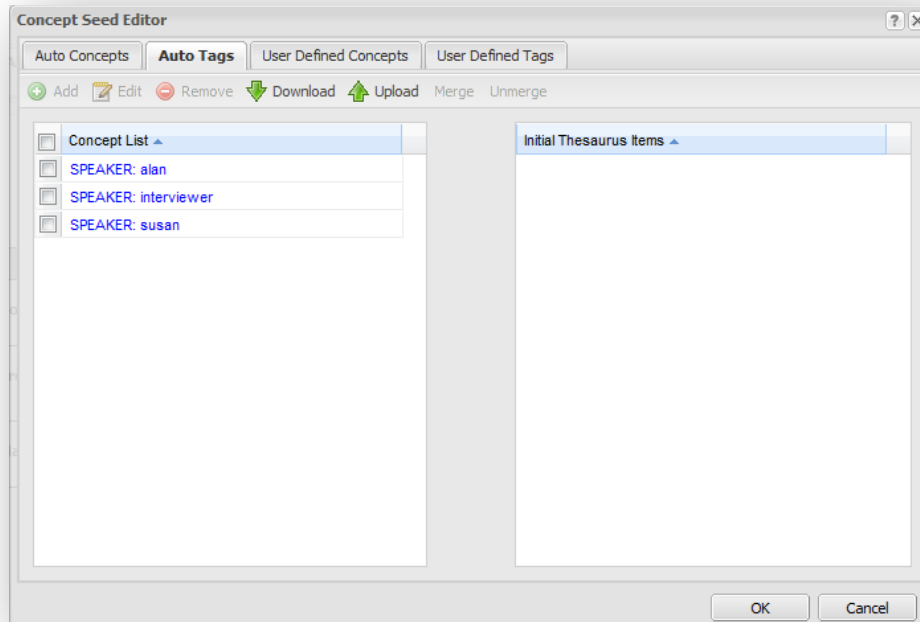 Concept Seed Editor
?
Auto Concepts Auto Tags User Defined Concepts User Defined Tags
Add Edit Remove Download Upload Merge Unmerge
Concept List Initial Thesaurus Items
SPEAKER: alan
SPEAKER: interviewer
SPEAKER: susan
OK Cancel